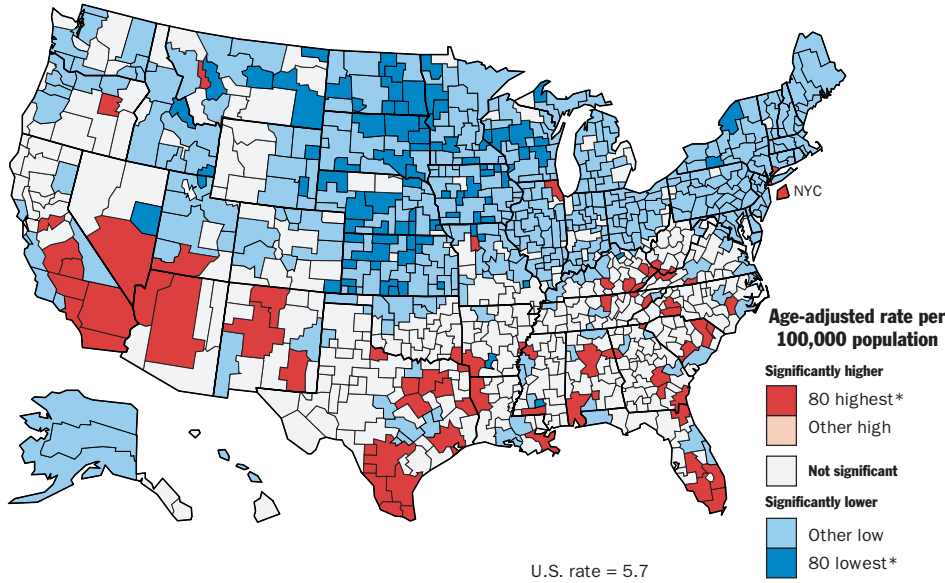 NYC
Age-adjusted rate per
100,000 population
Significantly higher
80 highest*
Other high
Not significant
Significantly lower
Other low
80 lowest*
U.S. rate = 5.7